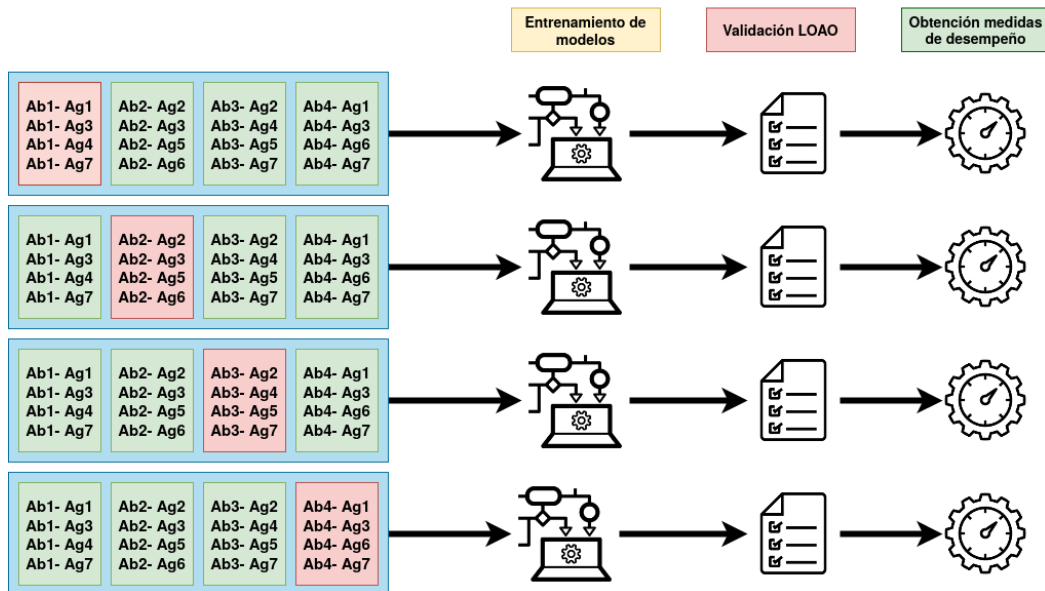 Entrenamiento de
modelos
Validación LOAO
Obtención medidas
de desempeño
Ab1- Ag1
Ab1- Ag3
Ab1- Ag4
Ab1- Ag7
Ab2- Ag2
Ab2- Ag3
Ab2- Ag5
Ab2- Ag6
Ab3- Ag2
Ab3- Ag4
Ab3- Ag5
Ab3- Ag7
Ab4- Ag1
Ab4- Ag3
Ab4- Ag6
Ab4- Ag7
Ab1- Ag1
Ab1- Ag3
Ab1- Ag4
Ab1- Ag7
Ab2- Ag2
Ab2- Ag3
Ab2- Ag5
Ab2- Ag6
Ab3- Ag2
Ab3- Ag4
Ab3- Ag5
Ab3- Ag7
Ab4- Ag1
Ab4- Ag3
Ab4- Ag6
Ab4- Ag7
Ab1- Ag1
Ab1- Ag3
Ab1- Ag4
Ab1- Ag7
Ab2- Ag2
Ab2- Ag3
Ab2- Ag5
Ab2- Ag6
Ab3- Ag2
Ab3- Ag4
Ab3- Ag5
Ab3- Ag7
Ab4- Ag1
Ab4- Ag3
Ab4- Ag6
Ab4- Ag7
Ab1- Ag1
Ab1- Ag3
Ab1- Ag4
Ab1- Ag7
Ab2- Ag2
Ab2- Ag3
Ab2- Ag5
Ab2- Ag6
Ab3- Ag2
Ab3- Ag4
Ab3- Ag5
Ab3- Ag7
Ab4- Ag1
Ab4- Ag3
Ab4- Ag6
Ab4- Ag7